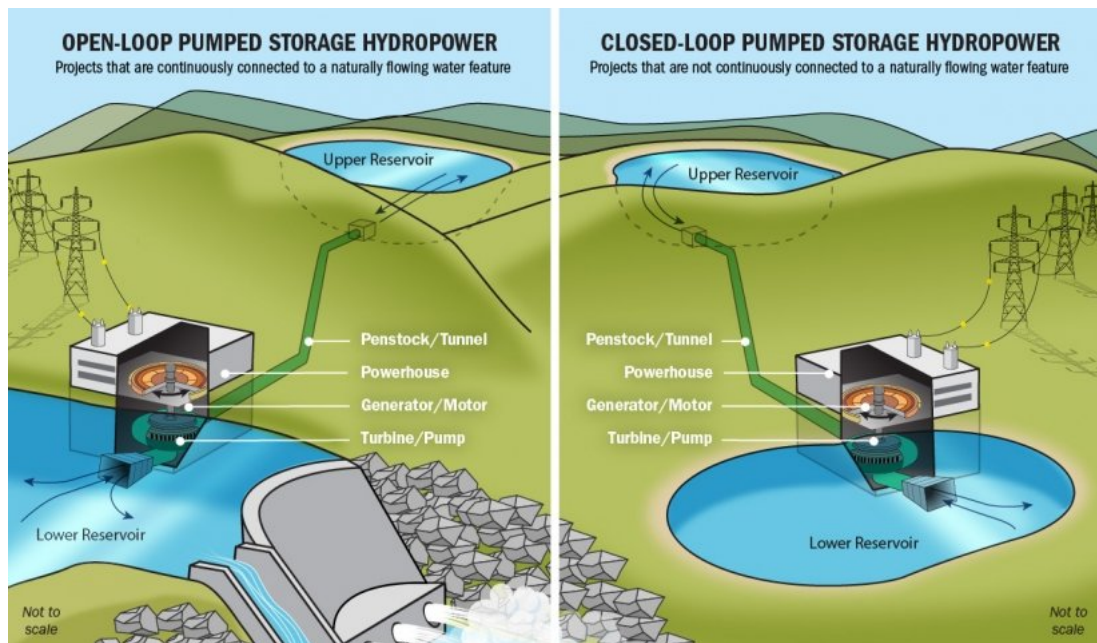 OPEN-LOOP PUMPED STORAGE HYDROPOWER
Projects that are continuously connected to a naturally flowing water feature
Upper Reservoir
Penstock/Tunnel
Powerhouse
Generator/Motor
Turbine/Pump
Lower Reservoir
Not to
scale
CLOSED-LOOP PUMPED STORAGE HYDROPOWER
Projects that are not continuously connected to a naturally flowing water feature
Upper Reservoir
Penstock/Tunnel
Powerhouse
Generator/Motor
Turbine/Pump
Lower Reservoir
Not to
scale